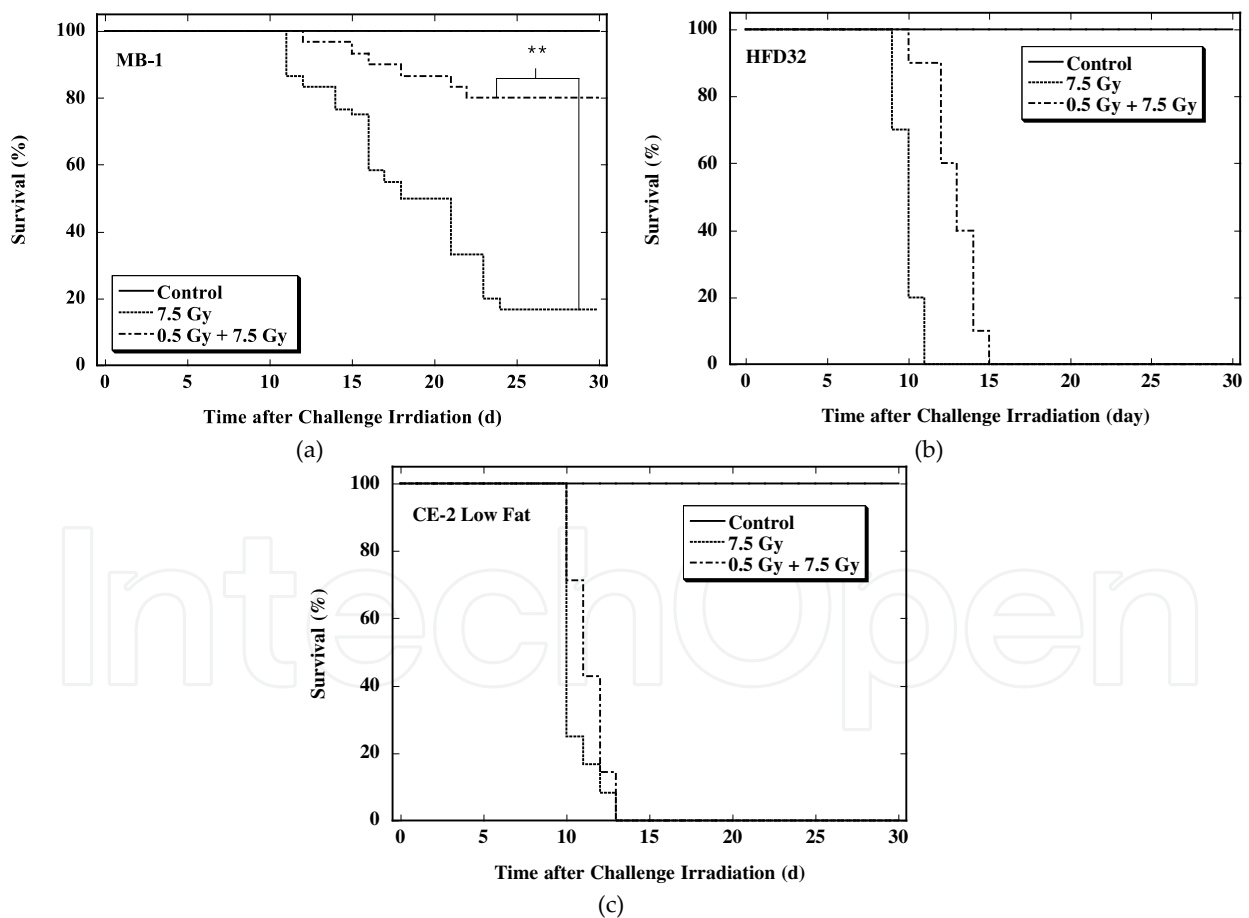 100
80
60
40
20
0
Survival (%)
MB-1
**
Control
7.5 Gy
0.5 Gy + 7.5 Gy
0 5 10 15 20 25 30
Time after Challenge Irrdiation (d)
(a)
100
80
60
40
20
0
Survival (%)
HFD32
Control
7.5 Gy
0.5 Gy + 7.5 Gy
0 5 10 15 20 25 30
Time after Challenge Irradiation (day)
(b)
100
80
60
40
20
0
Survival (%)
CE-2 Low Fat
Control
7.5 Gy
0.5 Gy + 7.5 Gy
0 5 10 15 20 25 30
Time after Challenge Irradiation (d)
(c)
IntechOpen